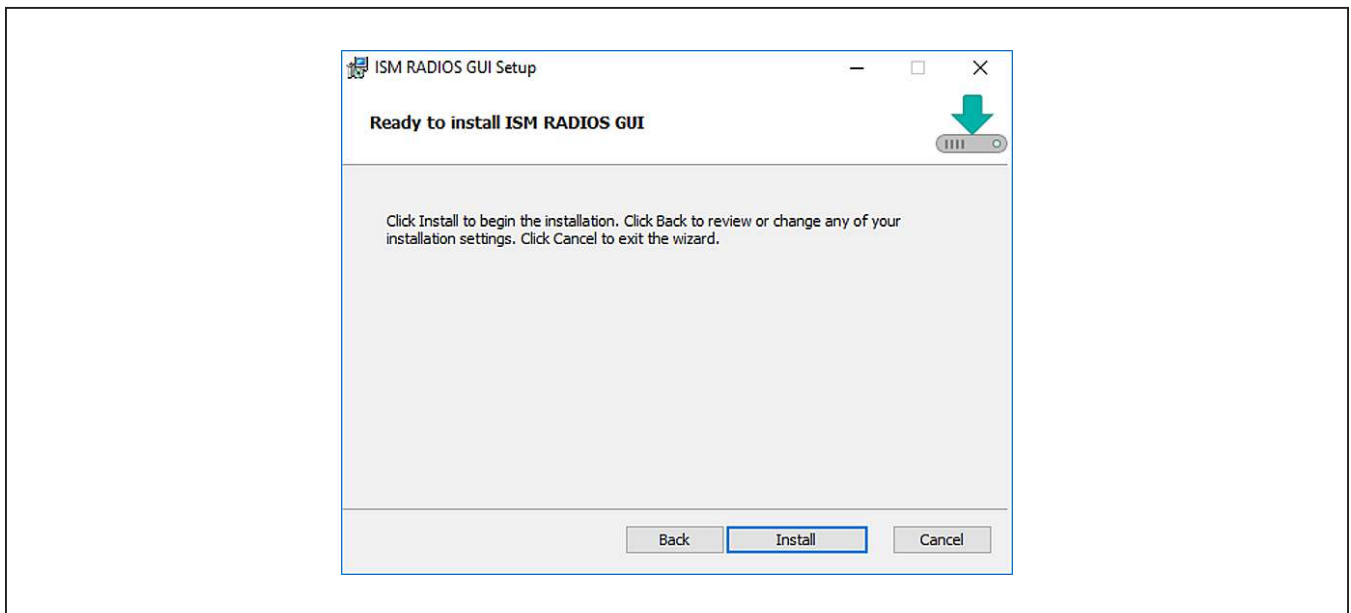 ISM RADIOS GUI Setup
Ready to install ISM RADIOS GUI
Click Install to begin the installation. Click Back to review or change any of your
installation settings. Click Cancel to exit the wizard.
Back Install Cancel